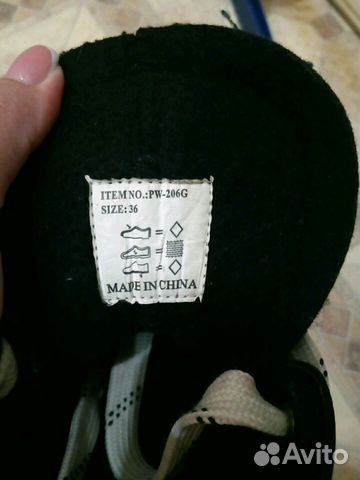 ITEM NO.:PW-206G
SIZE: 36
=
=
=
MADE IN CHINA
Avito